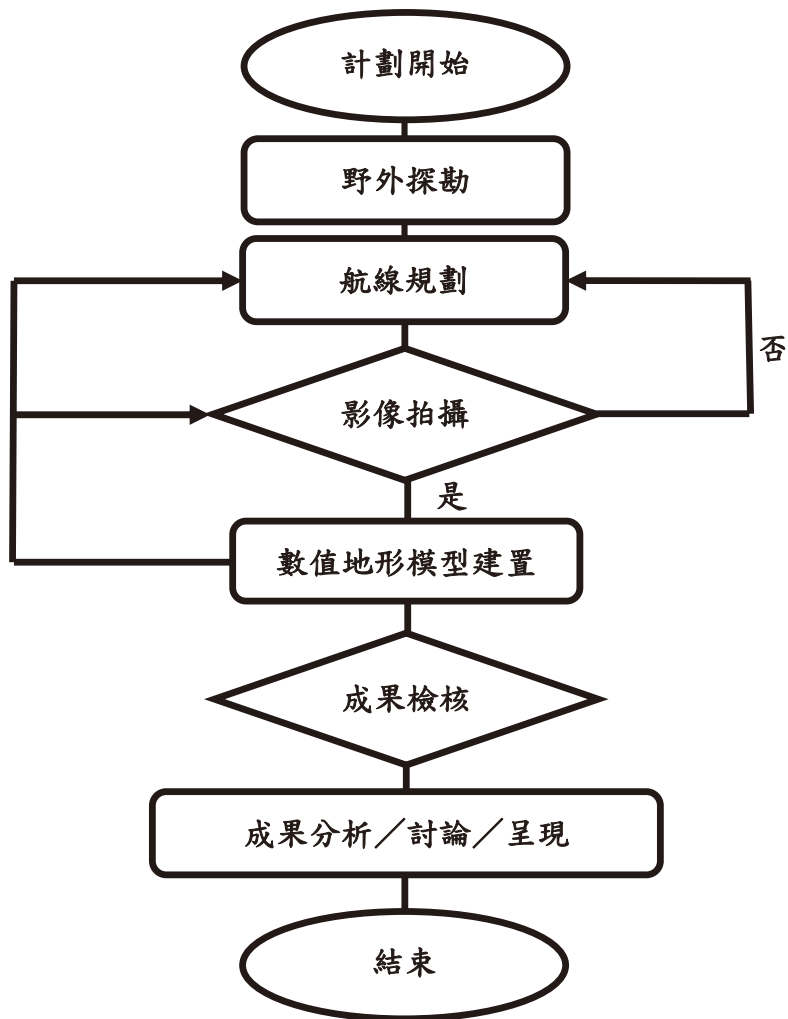 計劃開始
野外探勘
航線規劃
否
影像拍攝
是
數值地形模型建置
成果檢核
成果分析／討論／呈現
結束